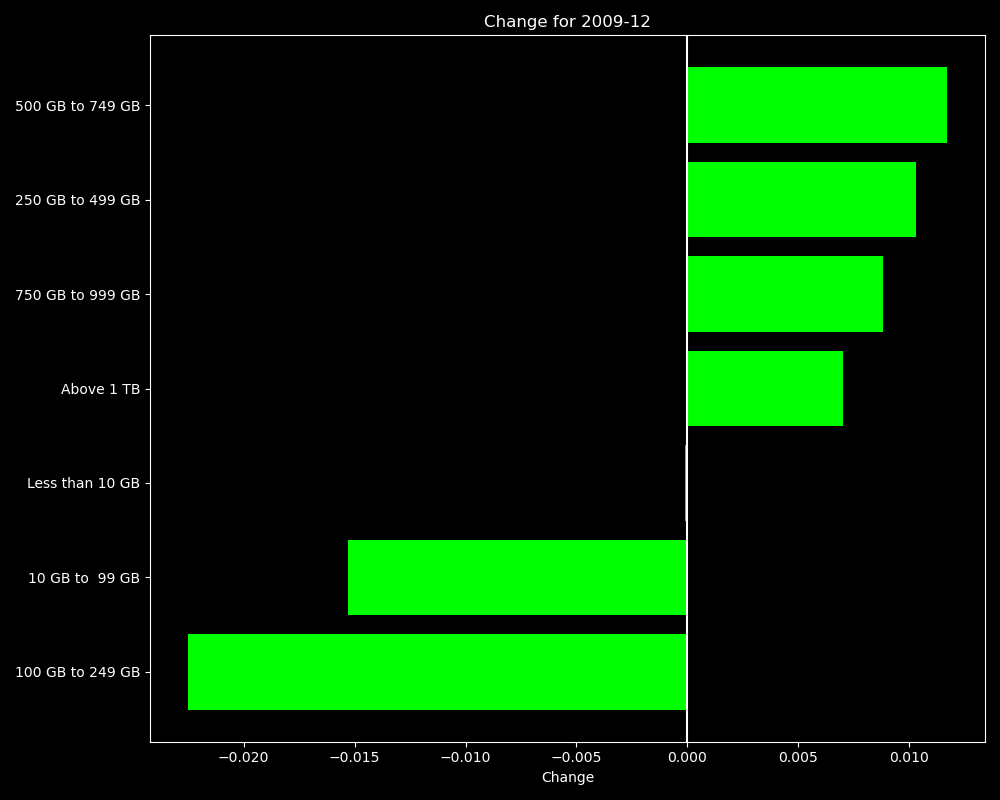 Change for 2009-12
500 GB to 749 GB
250 GB to 499 GB
750 GB to 999 GB
Above 1 TB
Less than 10 GB
10 GB to  99 GB
100 GB to 249 GB
−0.020 −0.015 −0.010 −0.005 0.000 0.005 0.010
Change